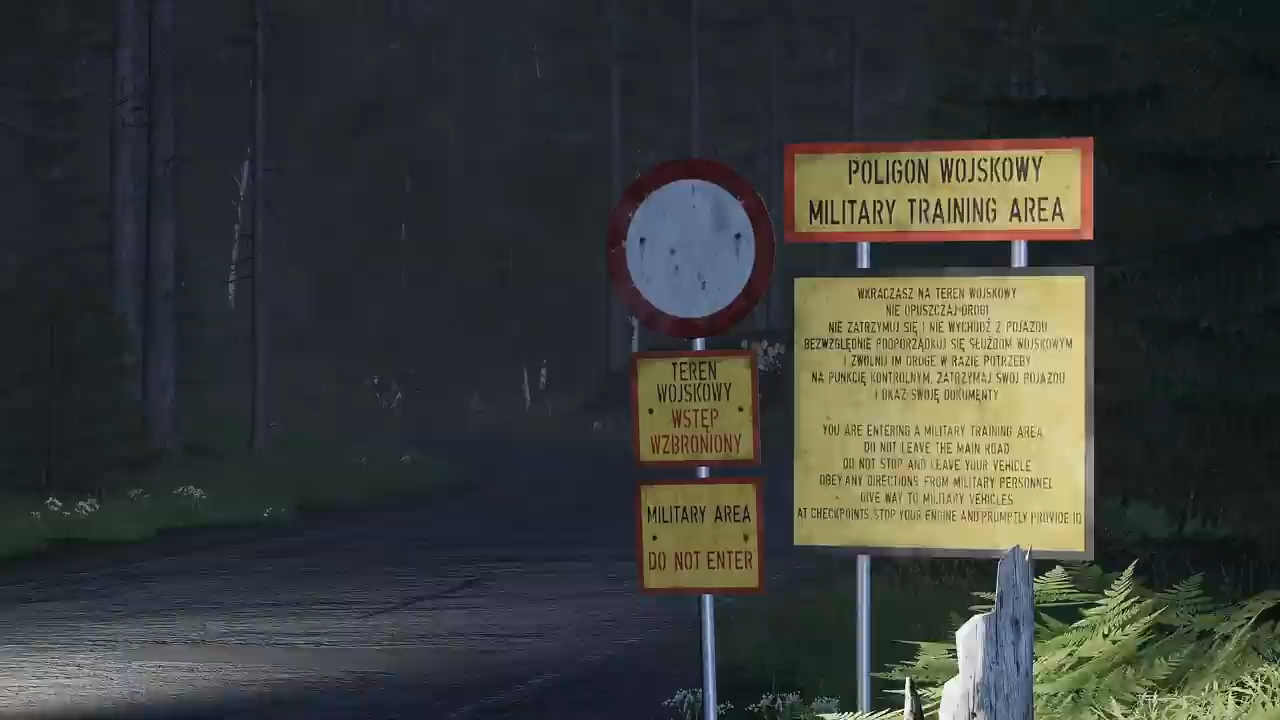 POLIGON WOJSKOWY
MILITARY TRAINING AREA
TEREN
WOJSKOWY
WSTĘP
WZBRONIONY
MILITARY AREA
DO NOT ENTER
WKRACZASZ NA TEREN WOJSKOWY
NIE OPUSZCZAJ DROGI
NIE ZATRZYMUJ SIĘ I NIE WYCHODŹ Z POJAZDU
BEZWZGLĘDNIE PODPORZĄDKUJ SIĘ SŁUŻBOM WOJSKOWYM
I ZWOLNIJ IM DROGĘ W RAZIE POTRZEBY
NA PUNKCIE KONTROLNYM, ZATRZYMAJ SWÓJ POJAZDU
I OKAŻ SWOJĘ DOKUMENTY
YOU ARE ENTERING A MILITARY TRAINING AREA
DO NOT LEAVE THE MAIN ROAD
DO NOT STOP AND LEAVE YOUR VEHICLE
OBEY ANY DIRECTIONS FROM MILITARY PERSONNEL
GIVE WAY TO MILITARY VEHICLES
AT CHECKPOINTS, STOP YOUR ENGINE AND PROMPTLY PROVIDE ID